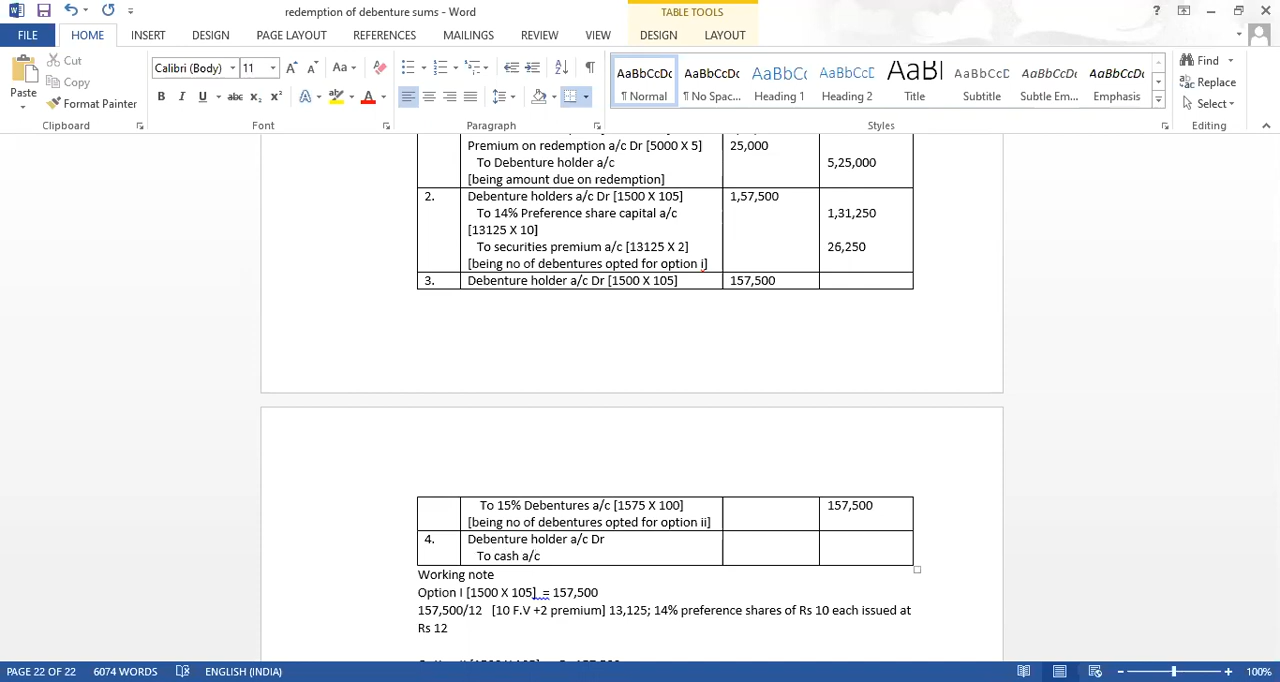 redemption of debenture sums - Word
TABLE TOOLS
FILE
HOME
INSERT
DESIGN
PAGE LAYOUT
REFERENCES
MAILINGS
REVIEW
VIEW
DESIGN
LAYOUT
Paste
Cut
Copy
Format Painter
Clipboard
Calibri (Body)
11
Font
Paragraph
AaBbCcDc
¶ Normal
AaBbCcDc
¶ No Spac...
AaBbCc
Heading 1
AaBbCcD
Heading 2
AaBl
Title
AaBbCcD
Subtitle
AaBbCcDc
Subtle Em...
AaBbCcDc
Emphasis
Styles
Find
Replace
Select
Editing
Premium on redemption a/c Dr [5000 X 5] 25,000
To Debenture holder a/c 5,25,000
[being amount due on redemption]
2. Debenture holders a/c Dr [1500 X 105] 1,57,500
To 14% Preference share capital a/c 1,31,250
[13125 X 10]
To securities premium a/c [13125 X 2] 26,250
[being no of debentures opted for option i]
3. Debenture holder a/c Dr [1500 X 105] 157,500
To 15% Debentures a/c [1575 X 100] 157,500
[being no of debentures opted for option ii]
4. Debenture holder a/c Dr
To cash a/c
Working note
Option I [1500 X 105] = 157,500
157,500/12 [10 F.V +2 premium] 13,125; 14% preference shares of Rs 10 each issued at
Rs 12
PAGE 22 OF 22
6074 WORDS
ENGLISH (INDIA)
100%